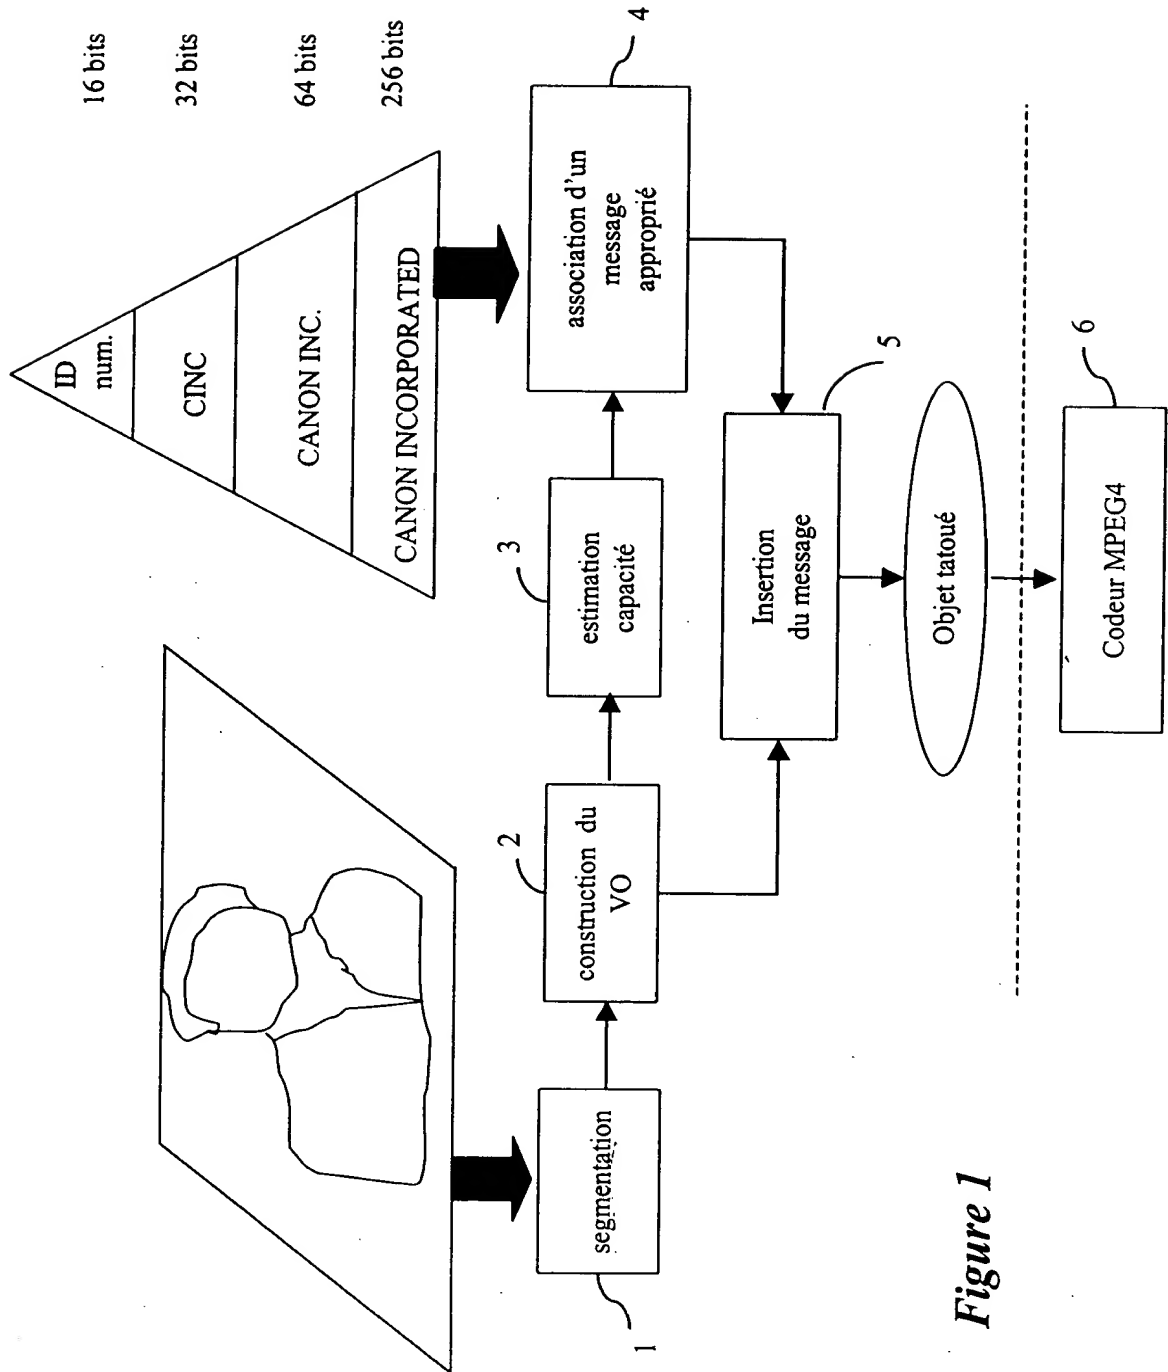 ID
num.
16 bits
CINC
32 bits
CANON INC.
64 bits
CANON INCORPORATED
256 bits
1
segmentation
2
construction du
VO
3
estimation
capacité
4
association d'un
message
approprié
5
Insertion
du message
Objet tatoué
6
Codeur MPEG4
Figure 1